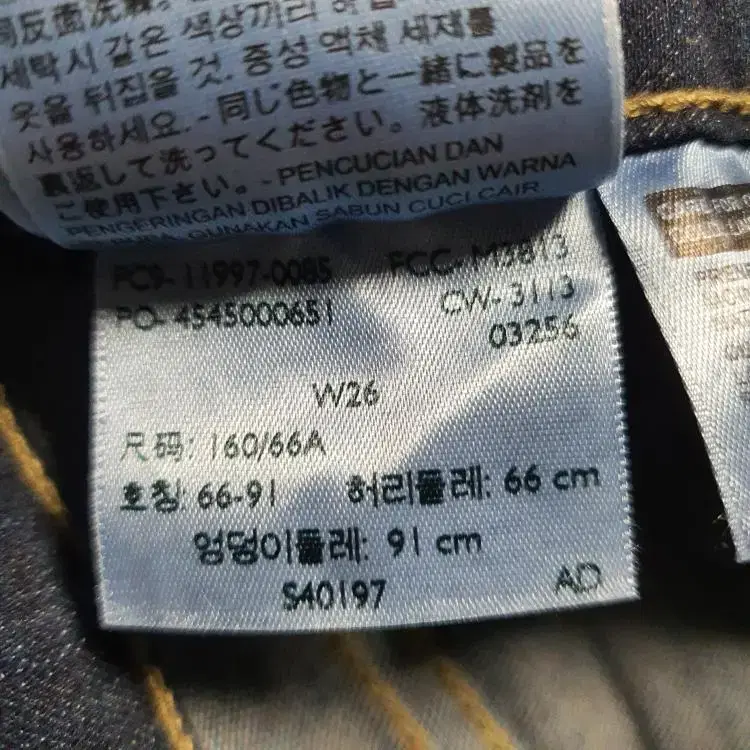 세탁시 같은 색상끼리
옷을 뒤집을 것. 중성 액체 세제를
사용하세요. - 同じ色物と一緒に製品を
裏返して洗ってください。液体洗剤を
ご使用下さい。- PENCUCIAN DAN
PENGERINGAN DIBALIK DENGAN WARNA
GUNAKAN SABUN CUCI CAIR
PC9-11997-0085 FCC-M3813
PO-4545000651 CW-3113
03256
W26
尺码: 160/66A
호칭: 66-91 허리둘레: 66 cm
엉덩이둘레: 91 cm
S40197 AD